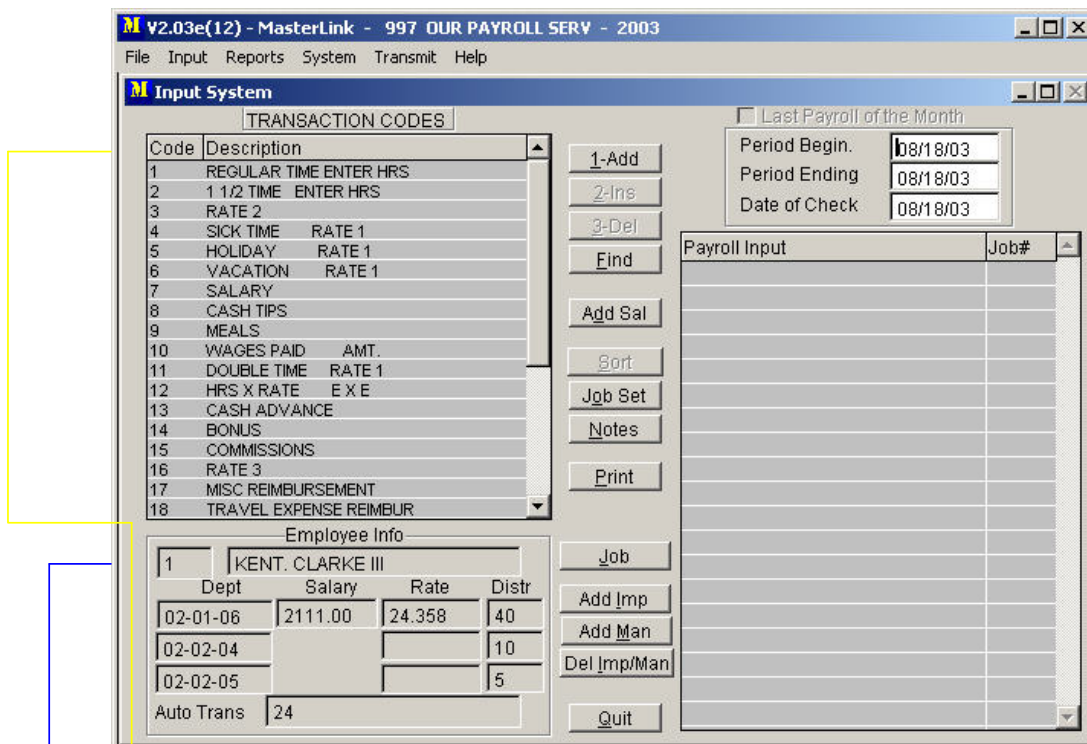 V2.03e(12) - MasterLink - 997 OUR PAYROLL SERV - 2003
File Input Reports System Transmit Help
Input System
TRANSACTION CODES
Code Description
1 REGULAR TIME ENTER HRS
2 1 1/2 TIME ENTER HRS
3 RATE 2
4 SICK TIME RATE 1
5 HOLIDAY RATE 1
6 VACATION RATE 1
7 SALARY
8 CASH TIPS
9 MEALS
10 WAGES PAID AMT.
11 DOUBLE TIME RATE 1
12 HRS X RATE E X E
13 CASH ADVANCE
14 BONUS
15 COMMISSIONS
16 RATE 3
17 MISC REIMBURSEMENT
18 TRAVEL EXPENSE REIMBUR
Employee Info
1 KENT. CLARKE III
Dept Salary Rate Distr
02-01-06 2111.00 24.358 40
02-02-04 10
02-02-05 5
Auto Trans 24
1-Add
2-Ins
3-Del
Find
Add Sal
Sort
Job Set
Notes
Print
Job
Add Imp
Add Man
Del Imp/Man
Quit
Last Payroll of the Month
Period Begin. 08/18/03
Period Ending 08/18/03
Date of Check 08/18/03
Payroll Input Job#